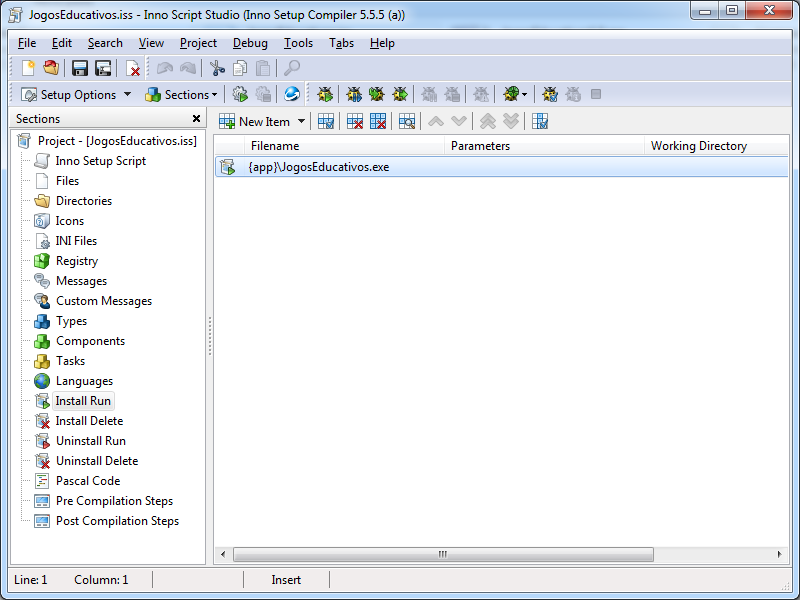 JogosEducativos.iss - Inno Script Studio (Inno Setup Compiler 5.5.5 (a))
File Edit Search View Project Debug Tools Tabs Help
Setup Options Sections
Sections
New Item
Project - [JogosEducativos.iss]
Inno Setup Script
Files
Directories
Icons
INI Files
Registry
Messages
Custom Messages
Types
Components
Tasks
Languages
Install Run
Install Delete
Uninstall Run
Uninstall Delete
Pascal Code
Pre Compilation Steps
Post Compilation Steps
Filename Parameters Working Directory
{app}\JogosEducativos.exe
Line: 1 Column: 1 Insert